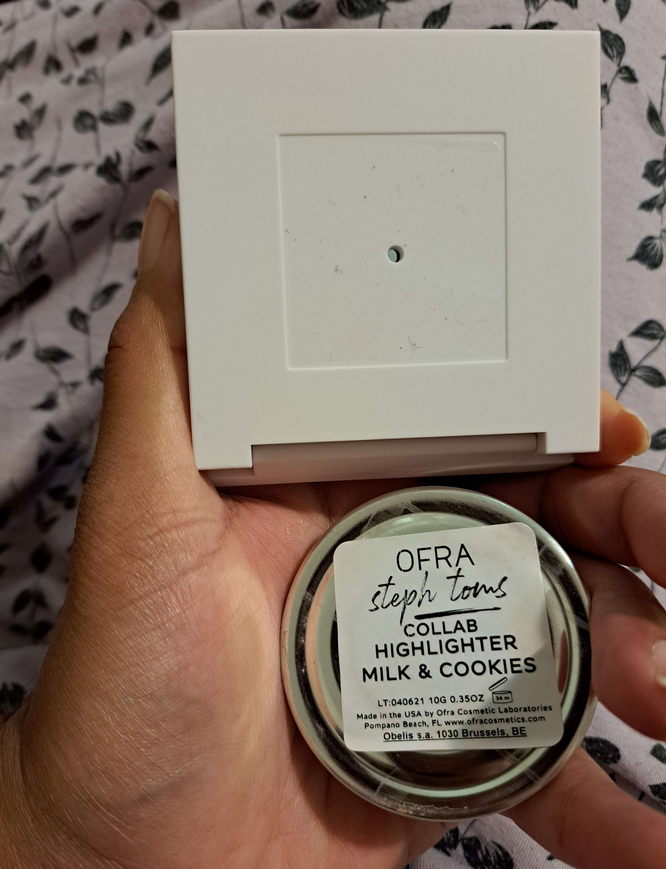 OFRA
steph toms
COLLAB
HIGHLIGHTER
MILK & COOKIES
LT:040621 10G 0.35OZ 24 m
Made in the USA by Ofra Cosmetic Laboratories
Pompano Beach, FL www.ofracosmetics.com
Obelis s.a. 1030 Brussels, BE